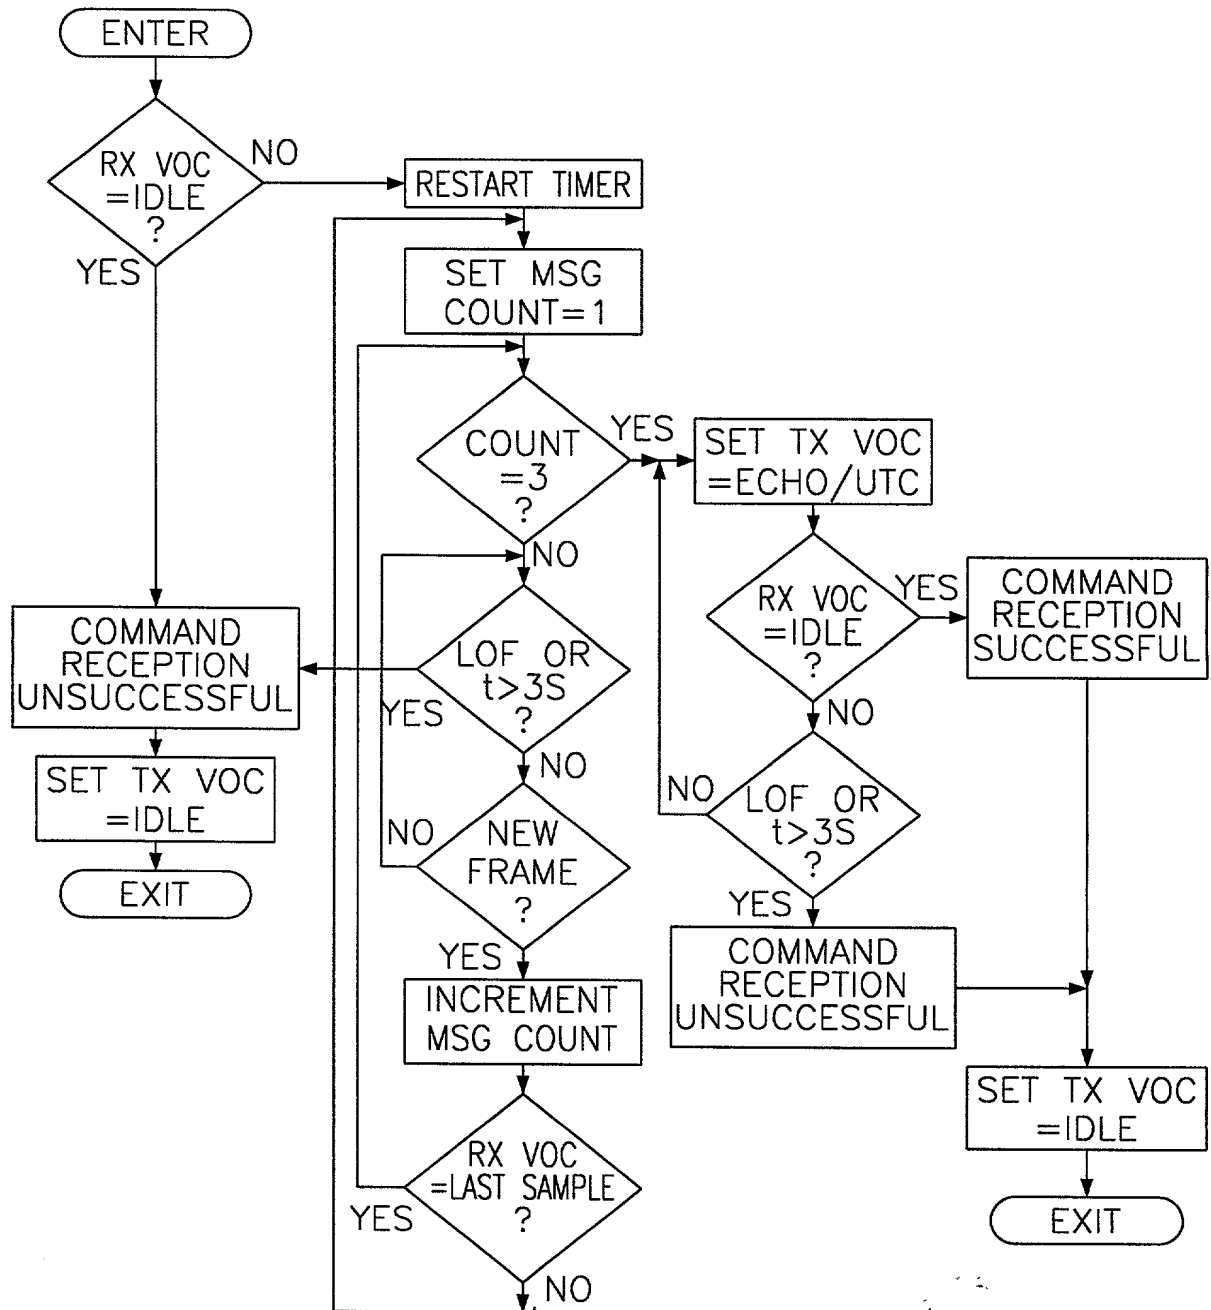 ENTER
RX VOC
=IDLE
?
NO
YES
RESTART TIMER
SET MSG
COUNT=1
COUNT
=3
?
YES
NO
SET TX VOC
=ECHO/UTC
RX VOC
=IDLE
?
YES
NO
COMMAND
RECEPTION
SUCCESSFUL
COMMAND
RECEPTION
UNSUCCESSFUL
LOF OR
t>3S
?
YES
NO
SET TX VOC
=IDLE
EXIT
NEW
FRAME
?
NO
YES
LOF OR
t>3S
?
NO
YES
COMMAND
RECEPTION
UNSUCCESSFUL
INCREMENT
MSG COUNT
RX VOC
=LAST SAMPLE
?
YES
NO
SET TX VOC
=IDLE
EXIT